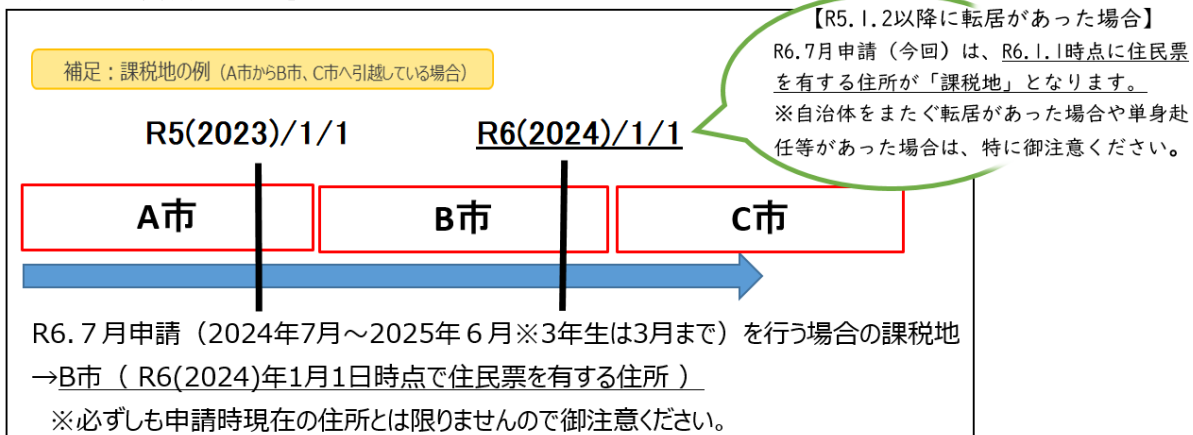 【R5.1.2以降に転居があった場合】
R6.7月申請（今回）は、R6.1.1時点に住民票
を有する住所が「課税地」となります。
※自治体をまたぐ転居があった場合や単身赴
任等があった場合は、特に御注意ください。
補足：課税地の例（A市からB市、C市へ引越している場合）
R5(2023)/1/1
R6(2024)/1/1
A市
B市
C市
R6.７月申請（2024年7月～2025年６月※3年生は3月まで）を行う場合の課税地
→B市（ R6(2024)年1月1日時点で住民票を有する住所 ）
※必ずしも申請時現在の住所とは限りませんので御注意ください。